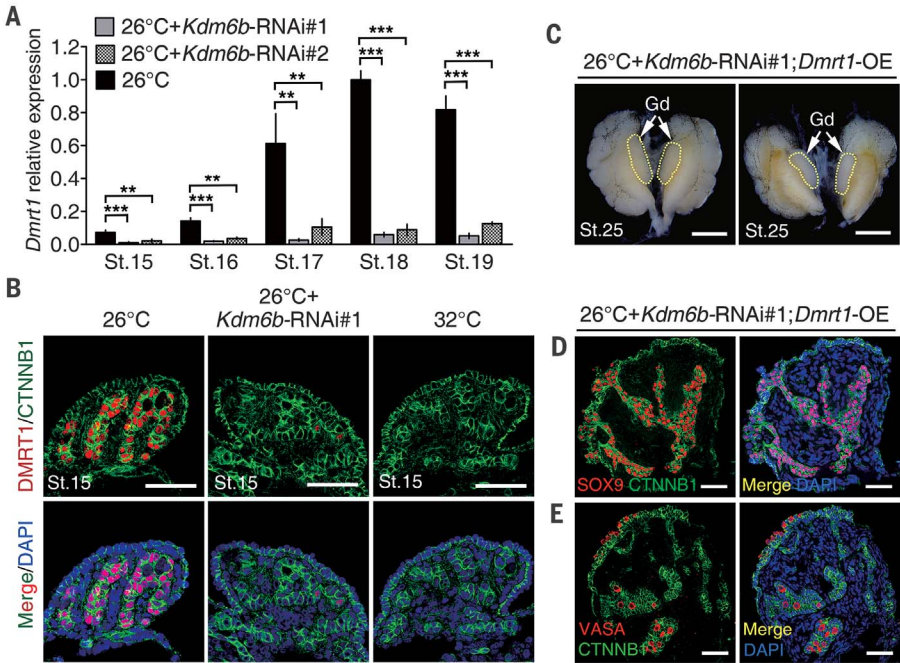 A
26°C+Kdm6b-RNAi#1
26°C+Kdm6b-RNAi#2
26°C
Dmrt1 relative expression
1.2
1.0
0.8
0.6
0.4
0.2
0.0
*** **
*** **
** **
*** ***
*** ***
St.15 St.16 St.17 St.18 St.19
B
26°C
26°C+
Kdm6b-RNAi#1
32°C
DMRT1/CTNNB1
St.15 St.15 St.15
Merge/DAPI
C
26°C+Kdm6b-RNAi#1;Dmrt1-OE
Gd Gd
St.25 St.25
26°C+Kdm6b-RNAi#1;Dmrt1-OE
D
SOX9 CTNNB1
Merge DAPI
E
VASA
CTNNB1
Merge
DAPI